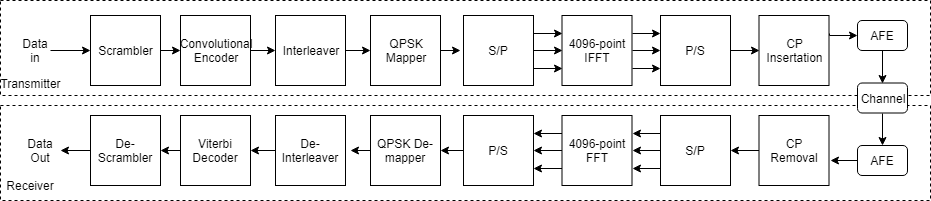 Data
in
Scrambler
Convolutional
Encoder
Interleaver
QPSK
Mapper
S/P
4096-point
IFFT
P/S
CP
Insertation
AFE
Transmitter
Channel
Data
Out
De-
Scrambler
Viterbi
Decoder
De-
Interleaver
QPSK De-
mapper
P/S
4096-point
FFT
S/P
CP
Removal
AFE
Receiver